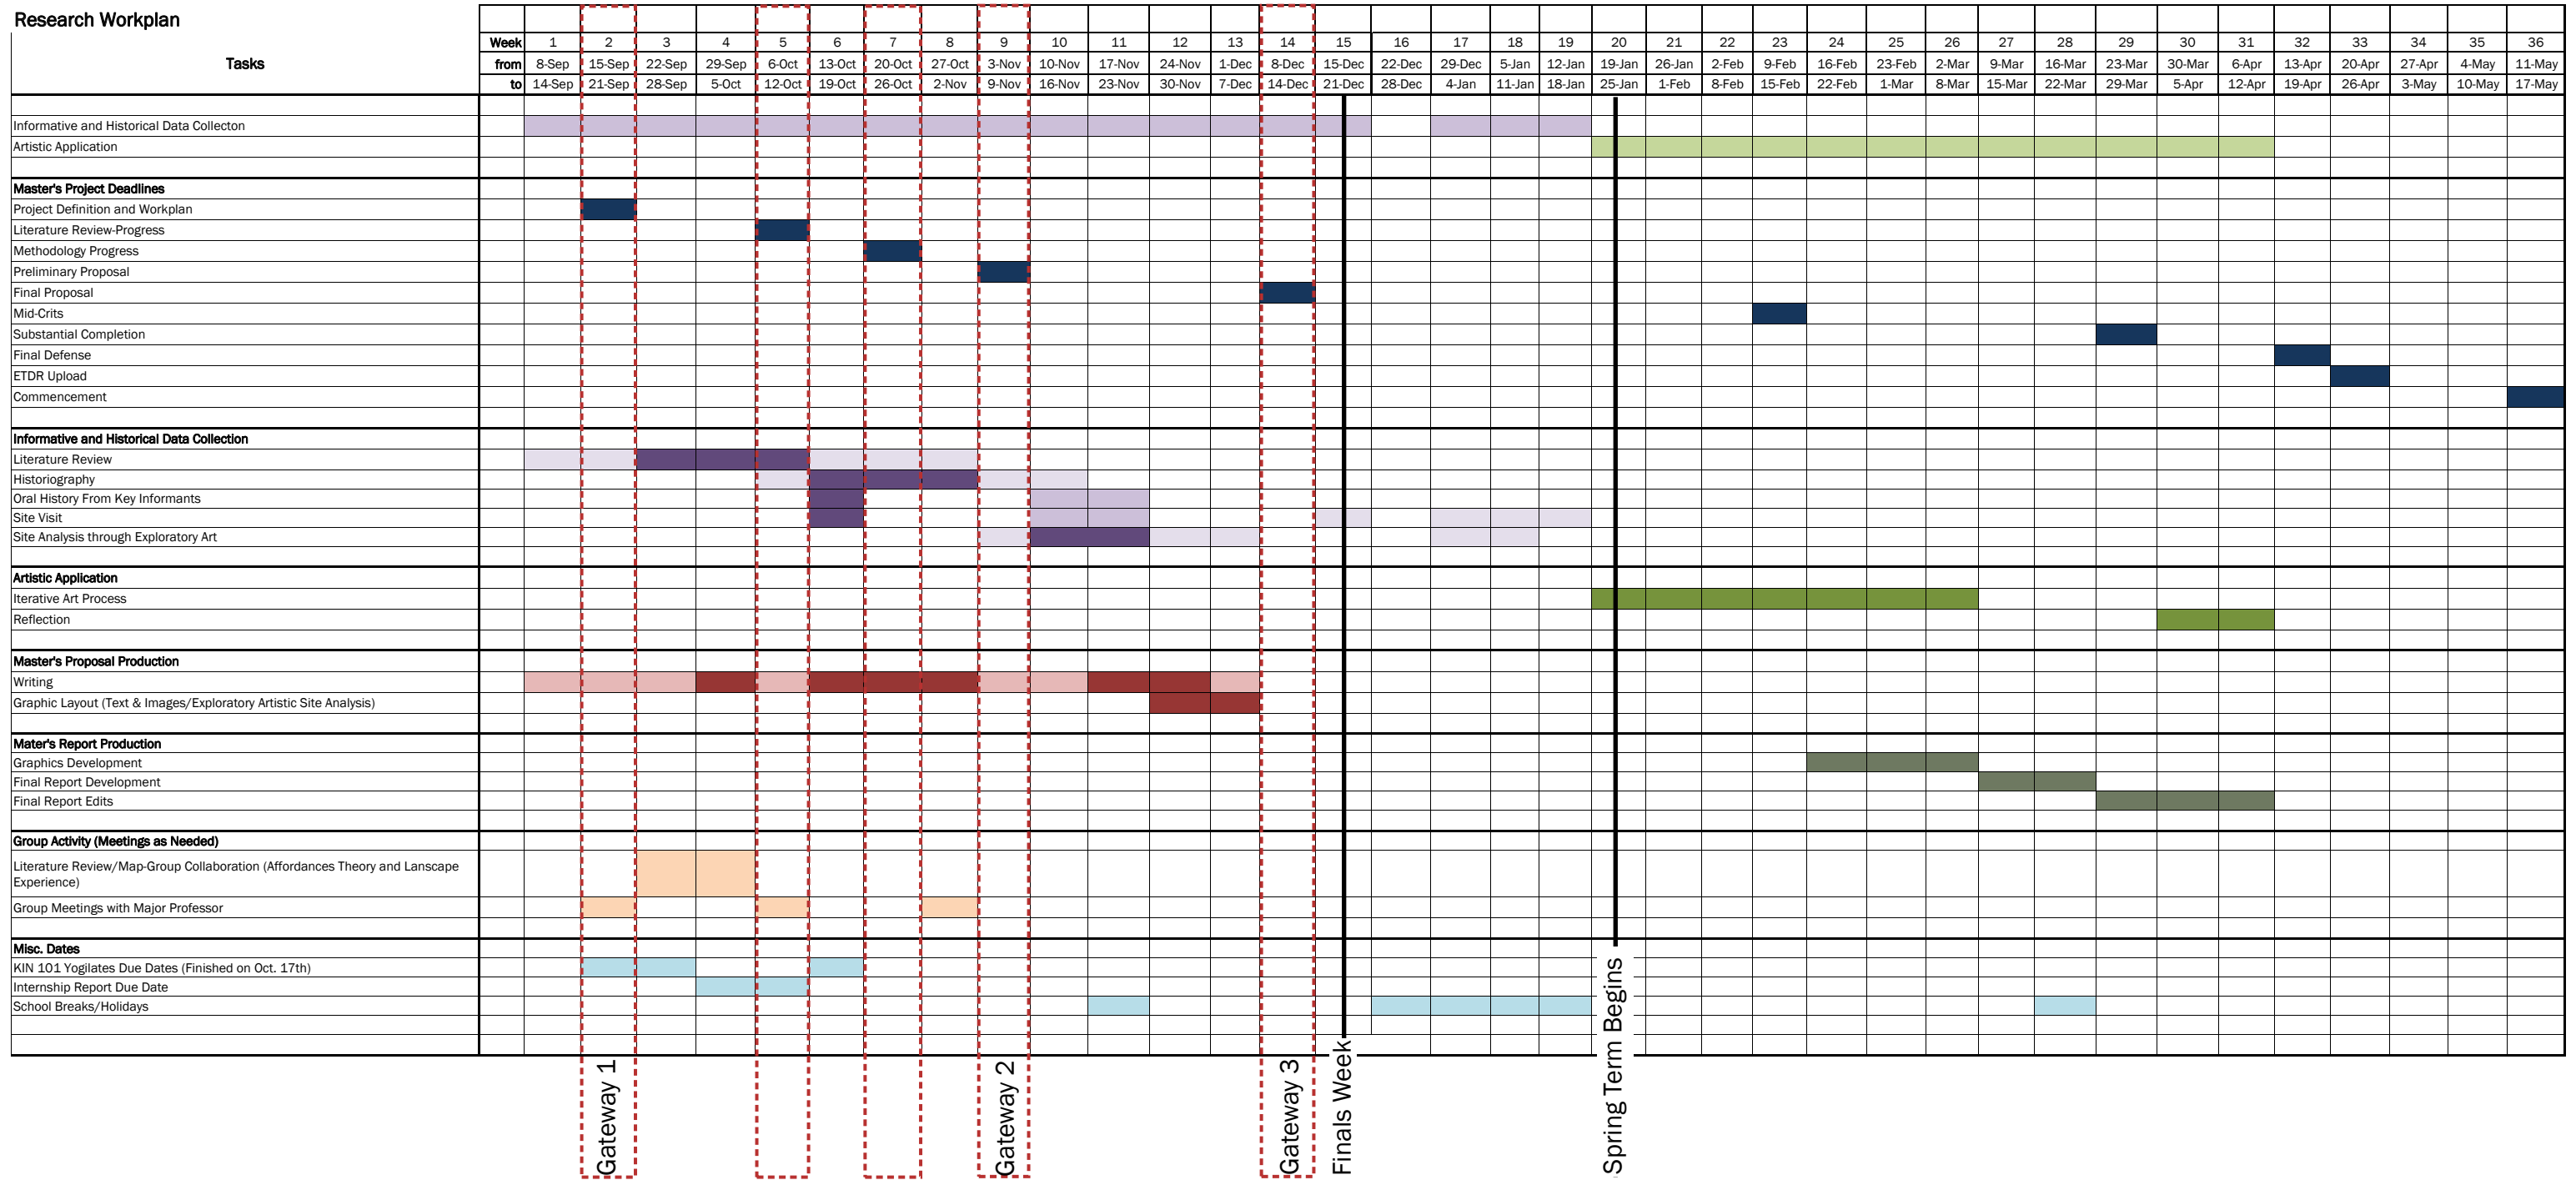 Research Workplan
Week 1 2 3 4 5 6 7 8 9 10 11 12 13 14 15 16 17 18 19 20 21 22 23 24 25 26 27 28 29 30 31 32 33 34 35 36
Tasks
from 8-Sep 15-Sep 22-Sep 29-Sep 6-Oct 13-Oct 20-Oct 27-Oct 3-Nov 10-Nov 17-Nov 24-Nov 1-Dec 8-Dec 15-Dec 22-Dec 29-Dec 5-Jan 12-Jan 19-Jan 26-Jan 2-Feb 9-Feb 16-Feb 23-Feb 2-Mar 9-Mar 16-Mar 23-Mar 30-Mar 6-Apr 13-Apr 20-Apr 27-Apr 4-May 11-May
to 14-Sep 21-Sep 28-Sep 5-Oct 12-Oct 19-Oct 26-Oct 2-Nov 9-Nov 16-Nov 23-Nov 30-Nov 7-Dec 14-Dec 21-Dec 28-Dec 4-Jan 11-Jan 18-Jan 25-Jan 1-Feb 8-Feb 15-Feb 22-Feb 1-Mar 8-Mar 15-Mar 22-Mar 29-Mar 5-Apr 12-Apr 19-Apr 26-Apr 3-May 10-May 17-May
Informative and Historical Data Collecton
Artistic Application
Master's Project Deadlines
Project Definition and Workplan
Literature Review-Progress
Methodology Progress
Preliminary Proposal
Final Proposal
Mid-Crits
Substantial Completion
Final Defense
ETDR Upload
Commencement
Informative and Historical Data Collection
Literature Review
Historiography
Oral History From Key Informants
Site Visit
Site Analysis through Exploratory Art
Artistic Application
Iterative Art Process
Reflection
Master's Proposal Production
Writing
Graphic Layout (Text & Images/Exploratory Artistic Site Analysis)
Mater's Report Production
Graphics Development
Final Report Development
Final Report Edits
Group Activity (Meetings as Needed)
Literature Review/Map-Group Collaboration (Affordances Theory and Lanscape
Experience)
Group Meetings with Major Professor
Misc. Dates
KIN 101 Yogilates Due Dates (Finished on Oct. 17th)
Internship Report Due Date
School Breaks/Holidays
Gateway 1
Gateway 2
Gateway 3
Finals Week
Spring Term Begins